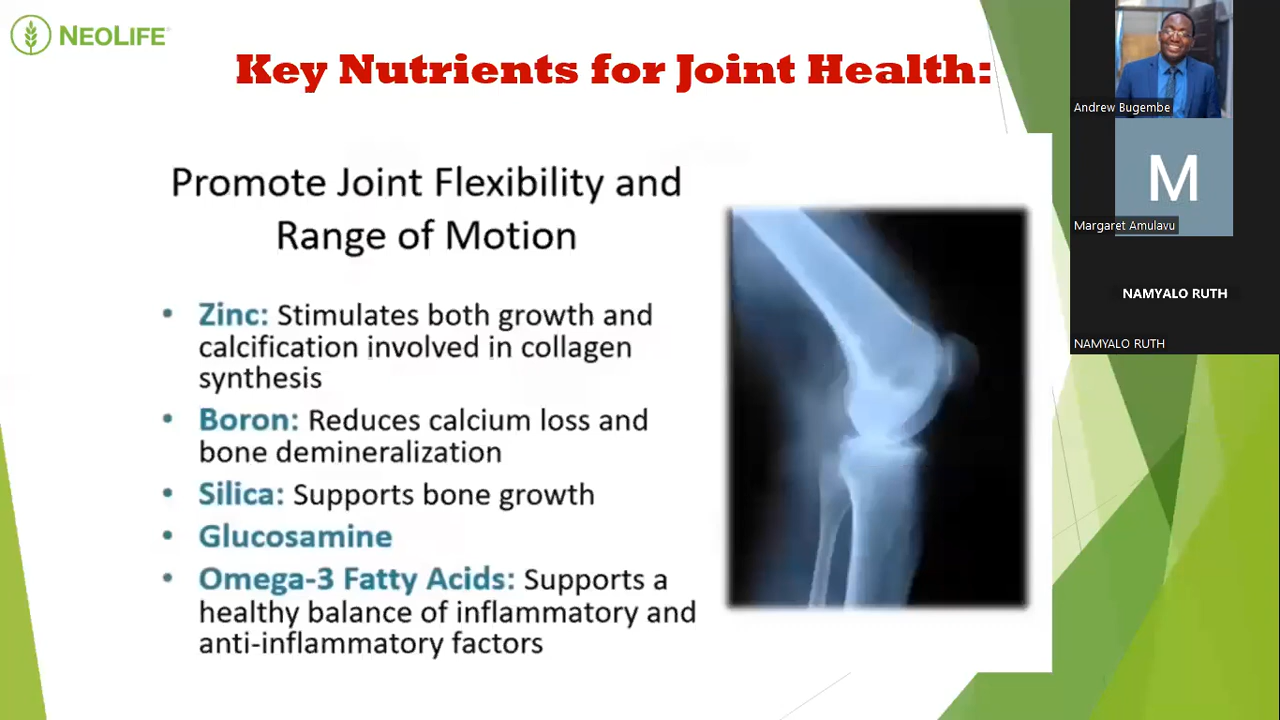 NEOLIFE
Key Nutrients for Joint Health:
Promote Joint Flexibility and
Range of Motion
• Zinc: Stimulates both growth and
calcification involved in collagen
synthesis
• Boron: Reduces calcium loss and
bone demineralization
• Silica: Supports bone growth
• Glucosamine
• Omega-3 Fatty Acids: Supports a
healthy balance of inflammatory and
anti-inflammatory factors
Andrew Bugembe
M
Margaret Amulavu
NAMYALO RUTH
NAMYALO RUTH